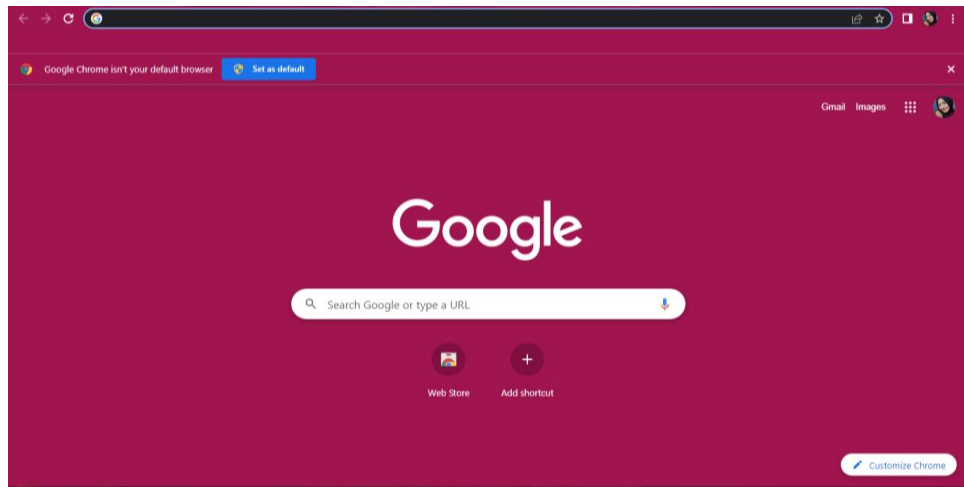 Google Chrome isn't your default browser
Set as default
Gmail Images
Google
Search Google or type a URL
Web Store Add shortcut
Customize Chrome